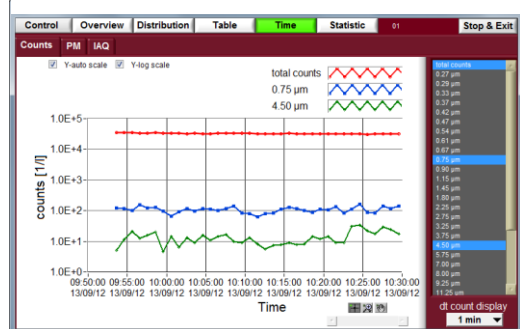 Control Overview Distribution Table Time Statistic 01 Stop & Exit
Counts PM IAQ
Y-auto scale Y-log scale
total counts
0.75 µm
4.50 µm
counts [1/l]
1.0E+5
1.0E+4
1.0E+3
1.0E+2
1.0E+1
1.0E+0
09:50:00 09:55:00 10:00:00 10:05:00 10:10:00 10:15:00 10:20:00 10:25:00 10:30:00
13/09/12 13/09/12 13/09/12 13/09/12 13/09/12 13/09/12 13/09/12 13/09/12 13/09/12
Time
total counts
0.27 µm
0.29 µm
0.33 µm
0.37 µm
0.42 µm
0.47 µm
0.54 µm
0.61 µm
0.67 µm
0.75 µm
0.90 µm
1.15 µm
1.45 µm
1.80 µm
2.25 µm
2.75 µm
3.25 µm
3.75 µm
4.50 µm
5.75 µm
7.00 µm
8.00 µm
9.25 µm
11.25 µm
dt count display
1 min